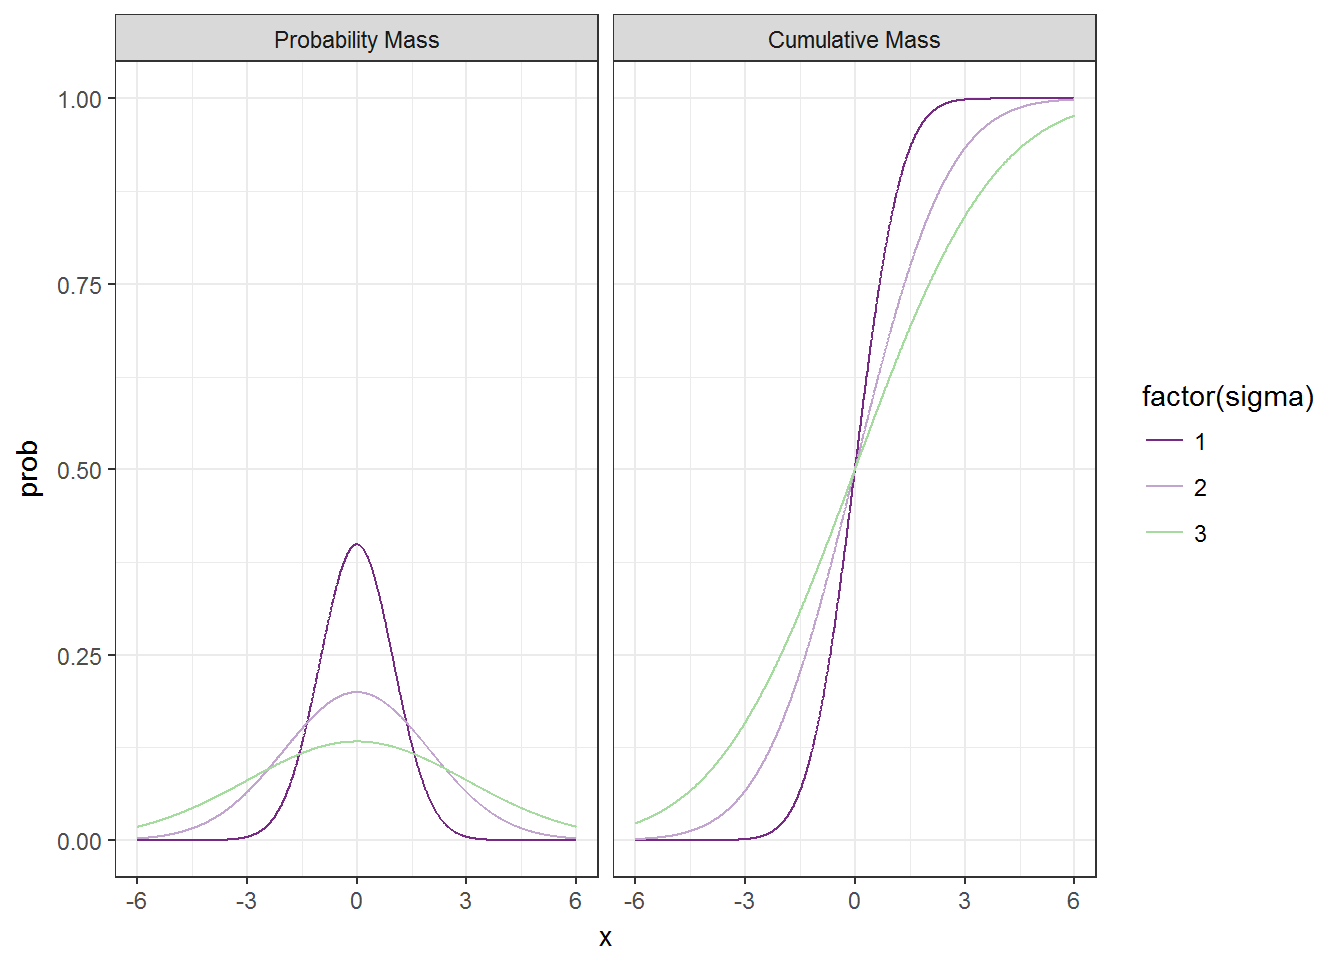 Probability Mass
Cumulative Mass
1.00
0.75
0.50
0.25
0.00
prob
-6 -3 0 3 6
-6 -3 0 3 6
x
factor(sigma)
1
2
3